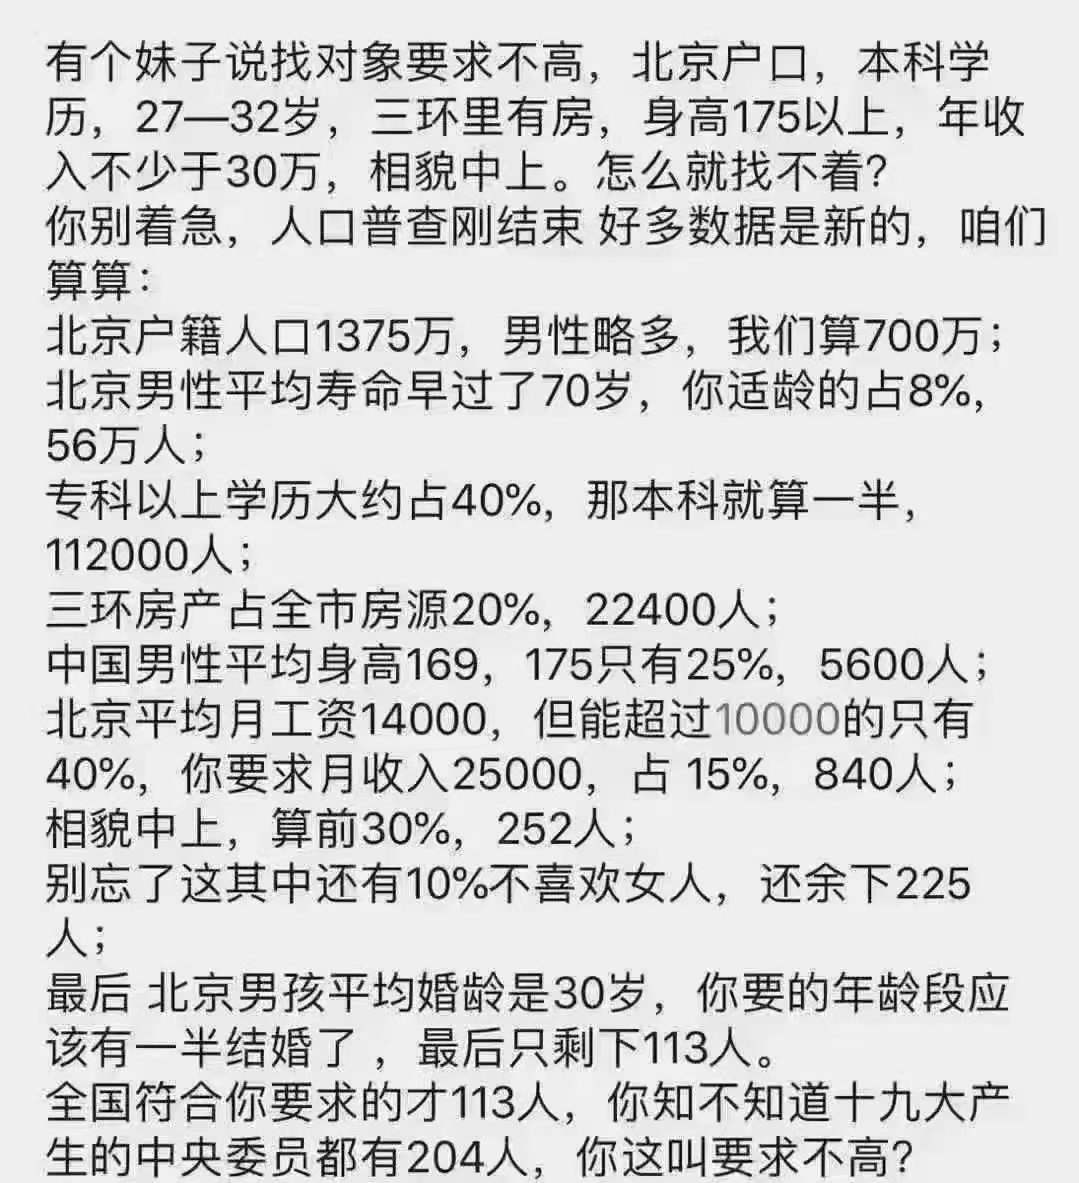 有个妹子说找对象要求不高，北京户口，本科学
历，27—32岁，三环里有房，身高175以上，年收
入不少于30万，相貌中上。怎么就找不着？
你别着急，人口普查刚结束 好多数据是新的，咱们
算算：
北京户籍人口1375万，男性略多，我们算700万；
北京男性平均寿命早过了70岁，你适龄的占8%，
56万人；
专科以上学历大约占40%，那本科就算一半，
112000人；
三环房产占全市房源20%，22400人；
中国男性平均身高169，175只有25%，5600人；
北京平均月工资14000，但能超过10000的只有
40%，你要求月收入25000，占 15%，840人；
相貌中上，算前30%，252人；
别忘了这其中还有10%不喜欢女人，还余下225
人；
最后 北京男孩平均婚龄是30岁，你要的年龄段应
该有一半结婚了 ，最后只剩下113人。
全国符合你要求的才113人，你知不知道十九大产
生的中央委员都有204人，你这叫要求不高？